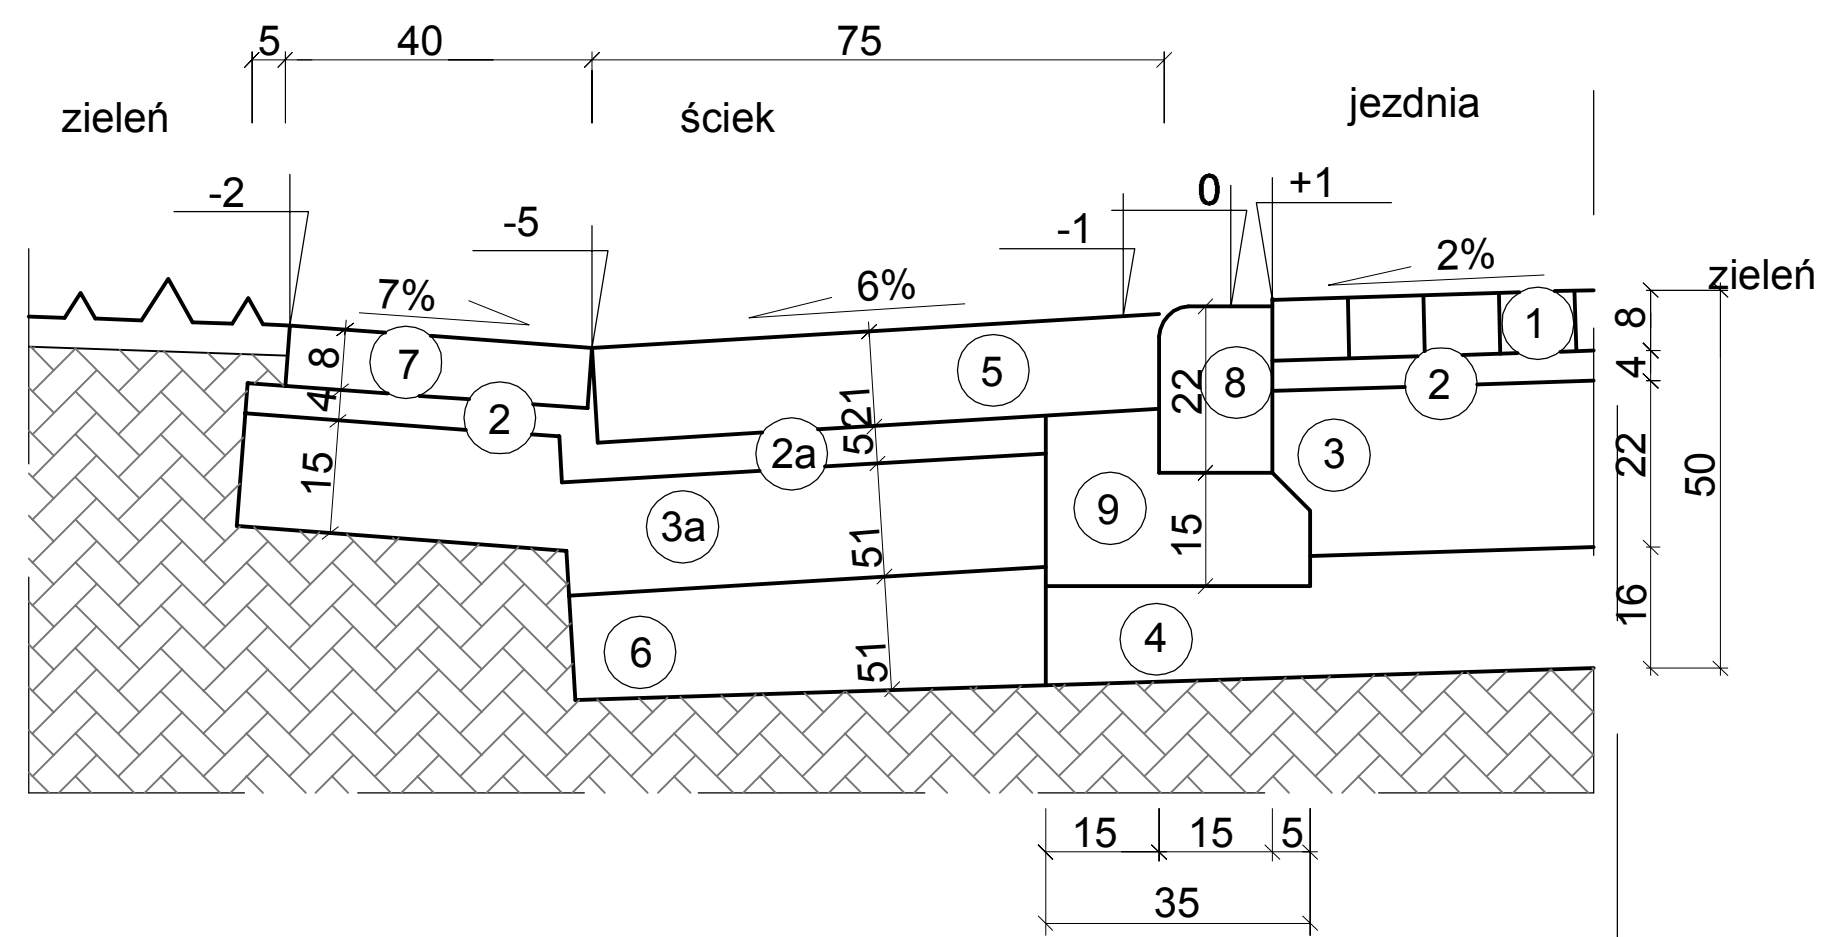 5 40 75
zieleń ściek jezdnia
-2 -5 -1 0 +1
7% 6% 2% zieleń
8 7 5 8 1 8
4 2 2a 21 5 22 2 4
15 3a 9 3 22 50
51 15
6 51 4 16
15 15 5
35